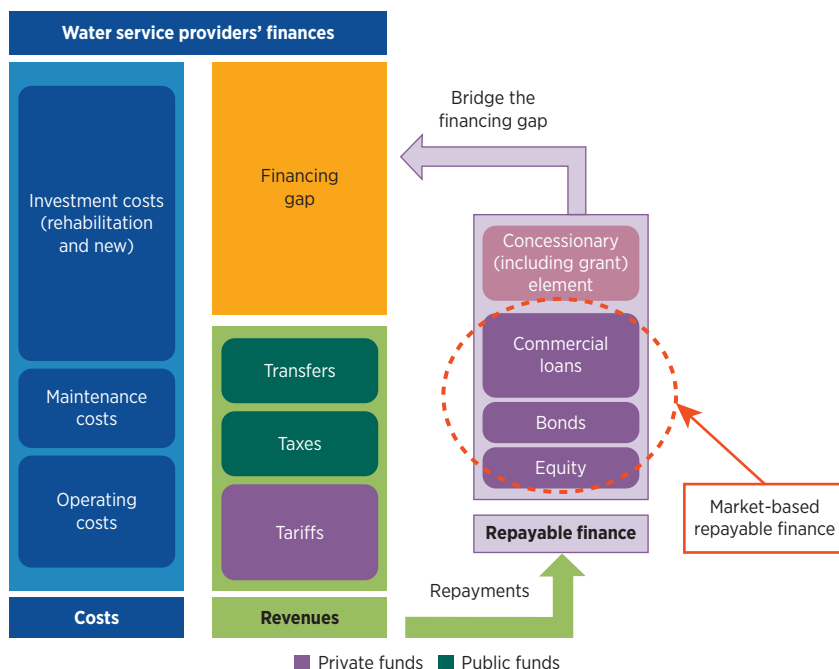 Water service providers' finances
Investment costs
(rehabilitation
and new)
Maintenance
costs
Operating
costs
Costs
Financing
gap
Transfers
Taxes
Tariffs
Revenues
Bridge the
financing gap
Concessionary
(including grant)
element
Commercial
loans
Bonds
Equity
Repayable finance
Market-based
repayable finance
Repayments
Private funds
Public funds